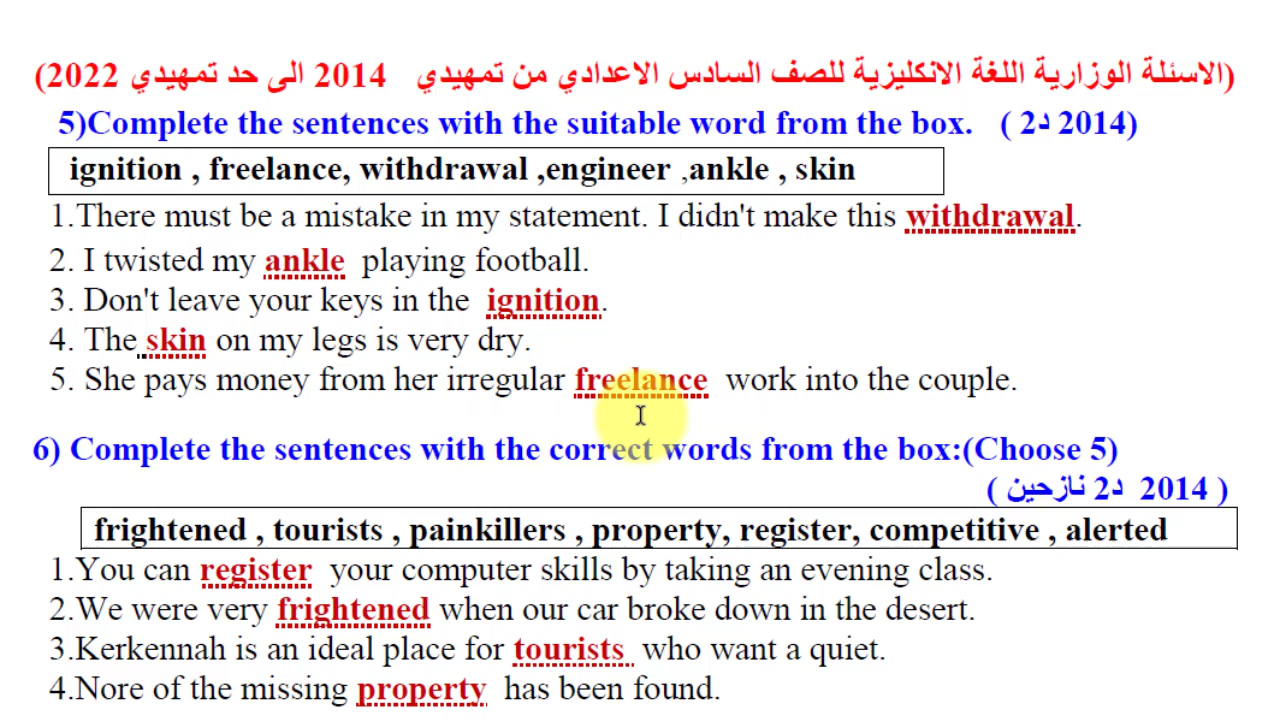 (الاسئلة الوزارية اللغة الانكليزية للصف السادس الاعدادي من تمهيدي 2014 الى حد تمهيدي 2022)
5)Complete the sentences with the suitable word from the box. ( 2014 د2)
ignition , freelance, withdrawal ,engineer ,ankle , skin
1.There must be a mistake in my statement. I didn't make this withdrawal.
2. I twisted my ankle playing football.
3. Don't leave your keys in the ignition.
4. The skin on my legs is very dry.
5. She pays money from her irregular freelance work into the couple.
6) Complete the sentences with the correct words from the box:(Choose 5)
( 2014 د2 نازحين )
frightened , tourists , painkillers , property, register, competitive , alerted
1.You can register your computer skills by taking an evening class.
2.We were very frightened when our car broke down in the desert.
3.Kerkennah is an ideal place for tourists who want a quiet.
4.Nore of the missing property has been found.